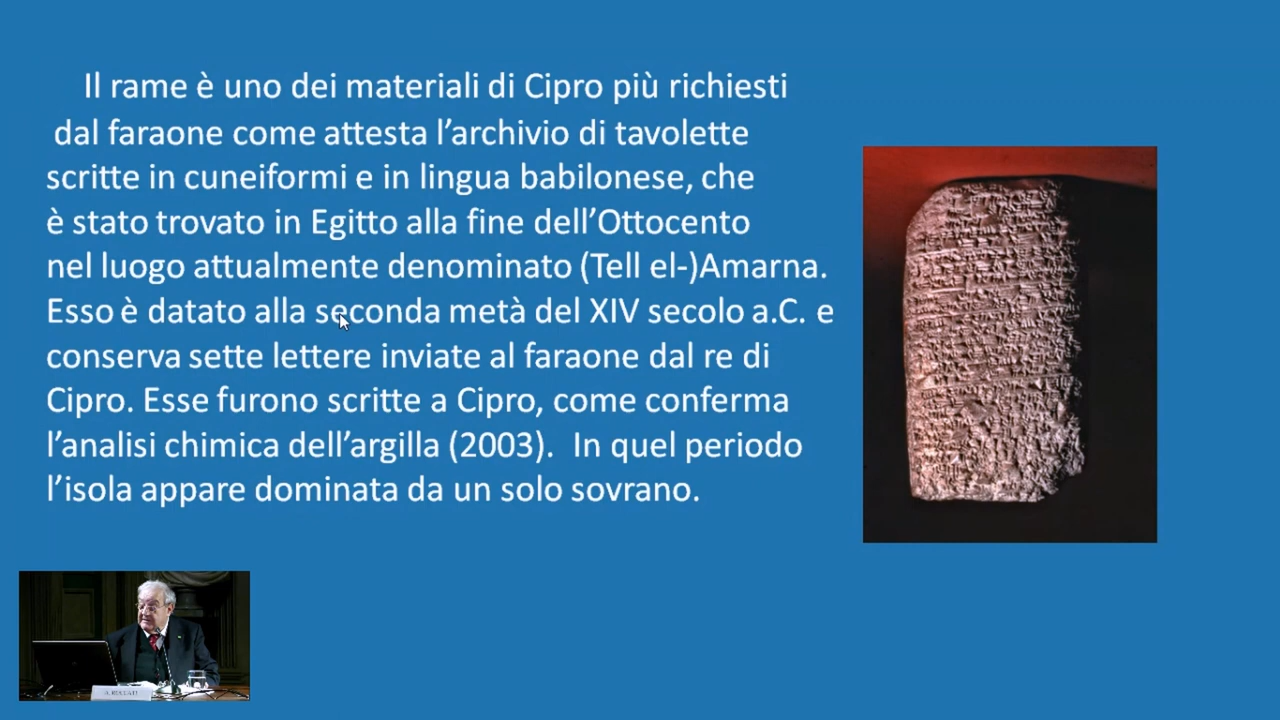 Il rame è uno dei materiali di Cipro più richiesti
dal faraone come attesta l’archivio di tavolette
scritte in cuneiformi e in lingua babilonese, che
è stato trovato in Egitto alla fine dell’Ottocento
nel luogo attualmente denominato (Tell el-)Amarna.
Esso è datato alla seconda metà del XIV secolo a.C. e
conserva sette lettere inviate al faraone dal re di
Cipro. Esse furono scritte a Cipro, come conferma
l’analisi chimica dell’argilla (2003). In quel periodo
l’isola appare dominata da un solo sovrano.